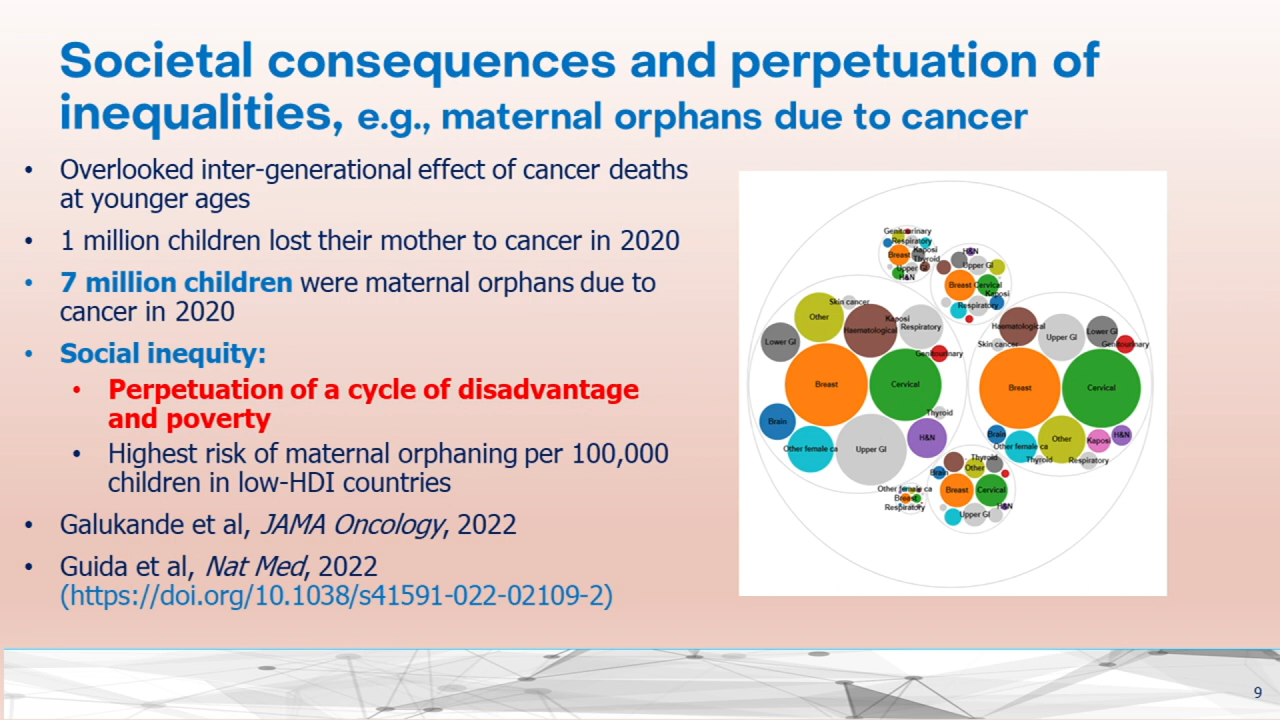 Societal consequences and perpetuation of
inequalities, e.g., maternal orphans due to cancer
• Overlooked inter-generational effect of cancer deaths
at younger ages
• 1 million children lost their mother to cancer in 2020
• 7 million children were maternal orphans due to
cancer in 2020
• Social inequity:
• Perpetuation of a cycle of disadvantage
and poverty
• Highest risk of maternal orphaning per 100,000
children in low-HDI countries
• Galukande et al, JAMA Oncology, 2022
• Guida et al, Nat Med, 2022
(https://doi.org/10.1038/s41591-022-02109-2)
Genitourinary
Respiratory
Kaposi
Breast
Thyroid
Upper
H&N
H&N
Upper GI
Breast
Cervical
Kaposi
Respiratory
Skin cancer
Other
Kaposi
Haematological
Respiratory
Lower GI
Genitourinary
Breast
Cervical
Thyroid
Brain
H&N
Other female ca
Upper GI
Haematological
Lower GI
Upper GI
Skin cancer
Genitourinary
Breast
Cervical
Brain
H&N
Other
Kaposi
Other female ca
Thyroid
Respiratory
Thyroid
Other
Brain
Breast
Cervical
H&N
Upper GI
Other female ca
Breast
Respiratory
9